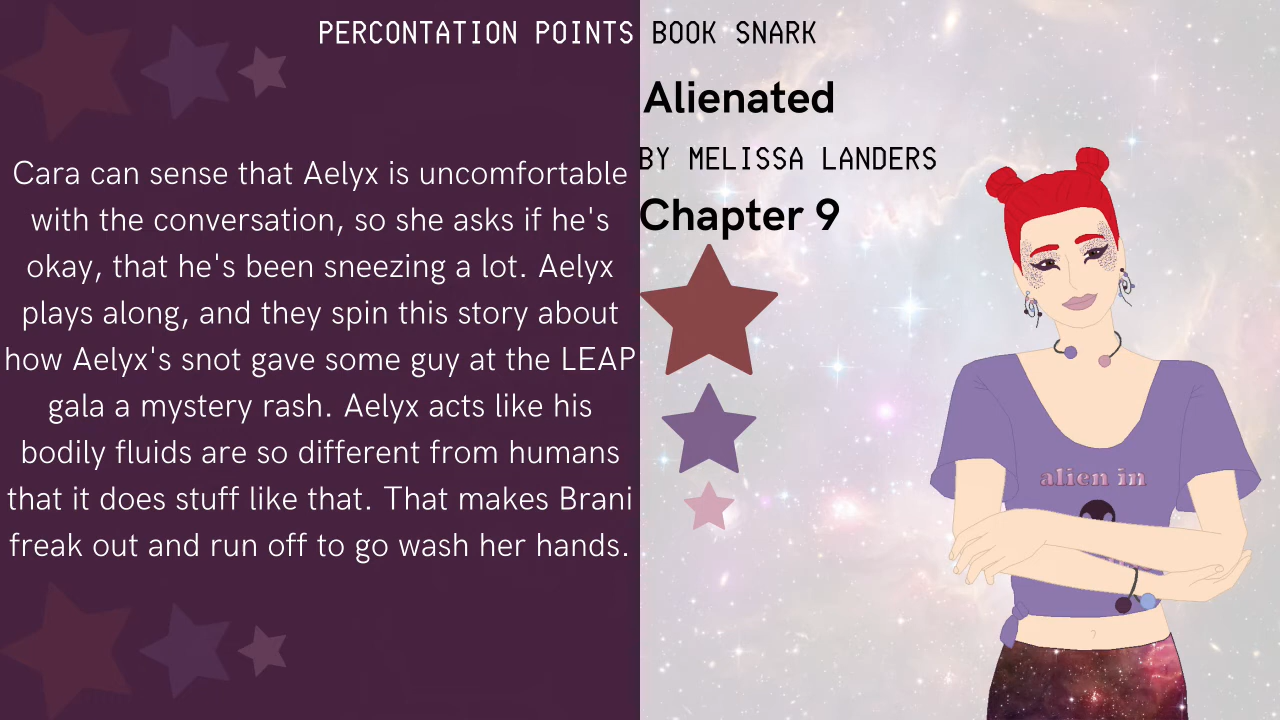 PERCONTATION POINTS BOOK SNARK
Cara can sense that Aelyx is uncomfortable
with the conversation, so she asks if he's
okay, that he's been sneezing a lot. Aelyx
plays along, and they spin this story about
how Aelyx's snot gave some guy at the LEAP
gala a mystery rash. Aelyx acts like his
bodily fluids are so different from humans
that it does stuff like that. That makes Brani
freak out and run off to go wash her hands.
Alienated
BY MELISSA LANDERS
Chapter 9
alien in